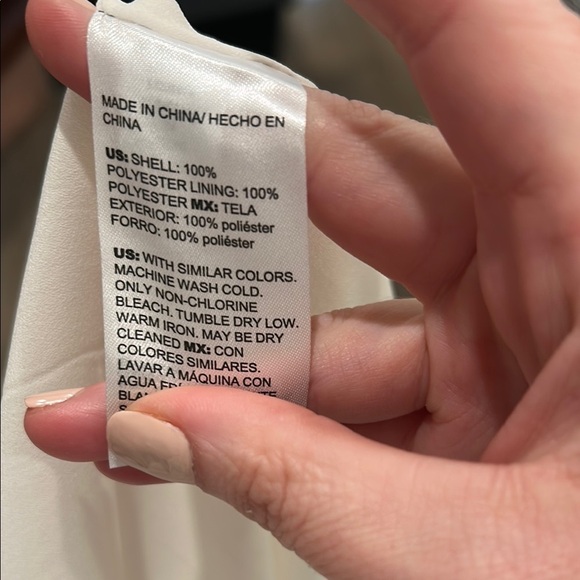 MADE IN CHINA/ HECHO EN
CHINA
US: SHELL: 100%
POLYESTER LINING: 100%
POLYESTER MX: TELA
EXTERIOR: 100% poliéster
FORRO: 100% poliéster
US: WITH SIMILAR COLORS.
MACHINE WASH COLD.
ONLY NON-CHLORINE
BLEACH. TUMBLE DRY LOW.
WARM IRON. MAY BE DRY
CLEANED MX: CON
COLORES SIMILARES.
LAVAR A MÁQUINA CON
AGUA